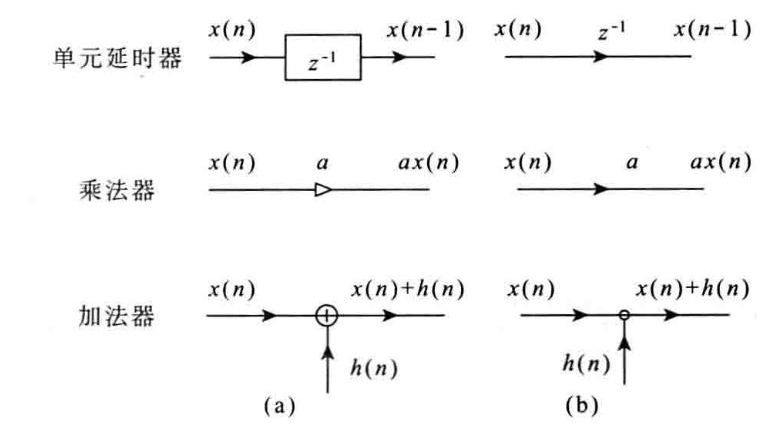 x(n) x(n-1) x(n) z⁻¹ x(n-1)
单元延时器 z⁻¹
x(n) a ax(n) x(n) a ax(n)
乘法器
x(n) x(n)+h(n) x(n) x(n)+h(n)
加法器
h(n) h(n)
(a) (b)